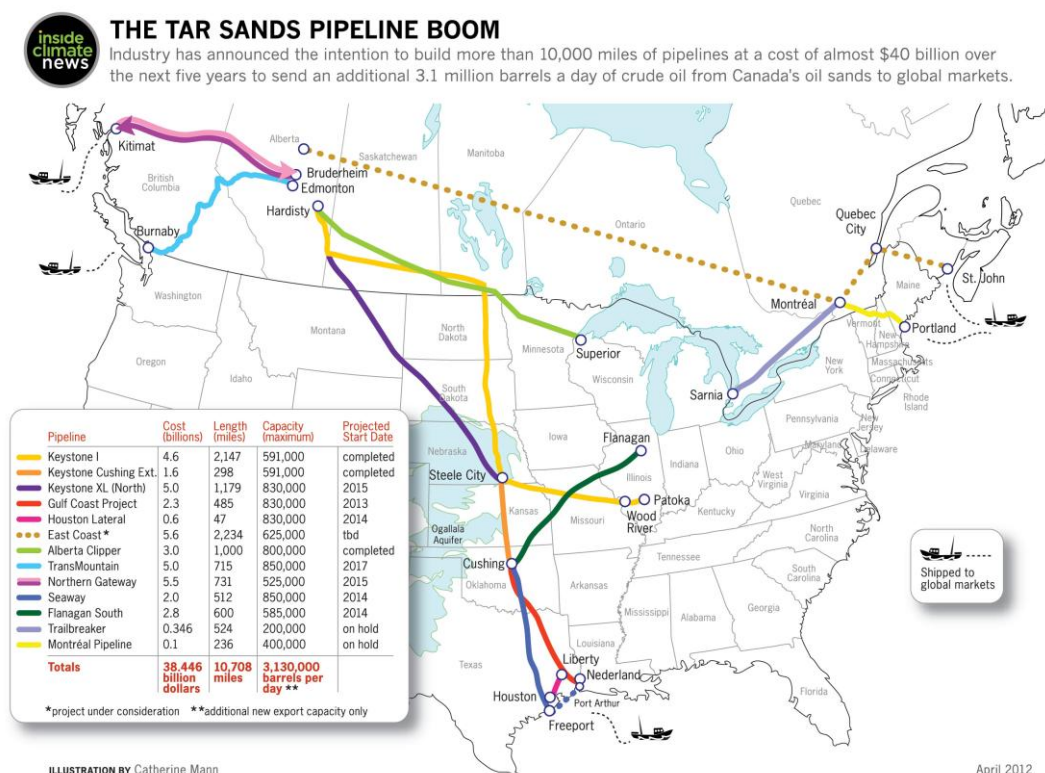 inside
climate
news
THE TAR SANDS PIPELINE BOOM
Industry has announced the intention to build more than 10,000 miles of pipelines at a cost of almost $40 billion over
the next five years to send an additional 3.1 million barrels a day of crude oil from Canada's oil sands to global markets.
Kitimat
Alberta
Saskatchewan
Manitoba
British
Columbia
Bruderheim
Edmonton
Hardisty
Ontario
Quebec
Quebec
City
Burnaby
St. John
Maine
Montréal
Washington
Montana
North
Dakota
Minnesota
Superior
Vermont
New
Hampshire
Portland
Oregon
Idaho
South
Dakota
Wisconsin
Sarnia
New
York
Massachusetts
Connecticut
Rhode
Island
Pennsylvania
New
Jersey
Maryland
Delaware
Iowa
Flanagan
Nebraska
Steele City
Illinois
Indiana
Ohio
West
Virginia
Virginia
Kansas
Missouri
Wood
River
Patoka
Kentucky
Ogallala
Aquifer
North
Carolina
Tennessee
Cushing
Oklahoma
Arkansas
South
Carolina
Mississippi
Alabama
Georgia
Louisiana
Texas
Liberty
Nederland
Port Arthur
Houston
Freeport
Florida
Shipped to
global markets
Pipeline Cost (billions) Length (miles) Capacity (maximum) Projected Start Date
Keystone I 4.6 2,147 591,000 completed
Keystone Cushing Ext. 1.6 298 591,000 completed
Keystone XL (North) 5.0 1,179 830,000 2015
Gulf Coast Project 2.3 485 830,000 2013
Houston Lateral 0.6 47 830,000 2014
East Coast* 5.6 2,234 625,000 tbd
Alberta Clipper 3.0 1,000 800,000 completed
TransMountain 5.0 715 850,000 2017
Northern Gateway 5.5 731 525,000 2015
Seaway 2.0 512 850,000 2014
Flanagan South 2.8 600 585,000 2014
Trailbreaker 0.346 524 200,000 on hold
Montréal Pipeline 0.1 236 400,000 on hold
Totals 38.446 billion dollars 10,708 miles 3,130,000 barrels per day **
*project under consideration **additional new export capacity only
ILLUSTRATION BY Catherine Mann
April 2012